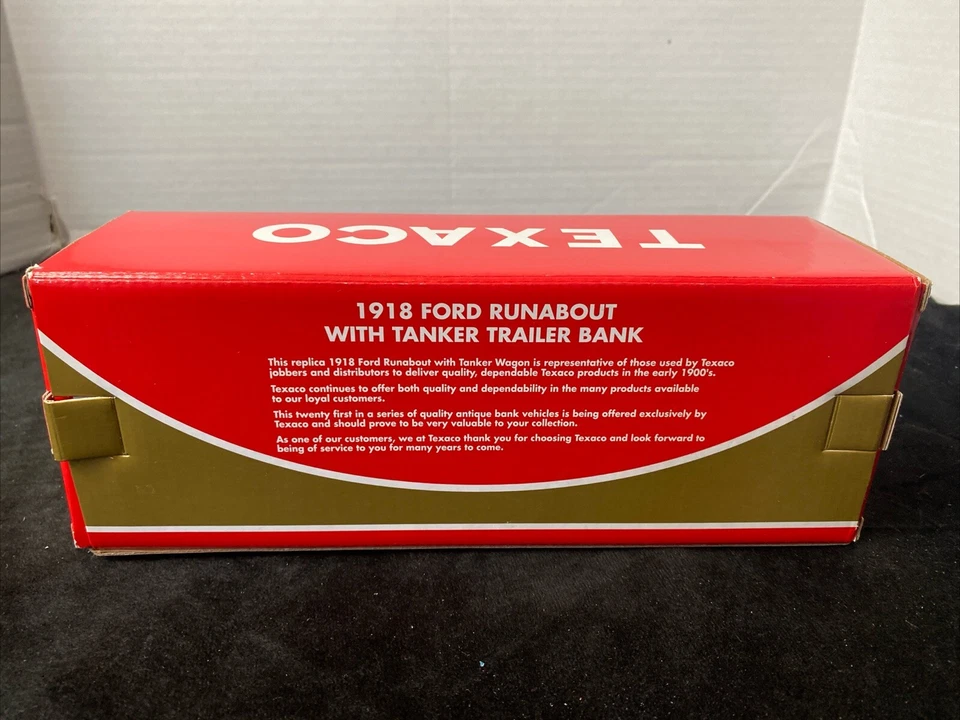 TEXACO
1918 FORD RUNABOUT
WITH TANKER TRAILER BANK
This replica 1918 Ford Runabout with Tanker Wagon is representative of those used by Texaco
jobbers and distributors to deliver quality, dependable Texaco products in the early 1900's.
Texaco continues to offer both quality and dependability in the many products available
to our loyal customers.
This twenty first in a series of quality antique bank vehicles is being offered exclusively by
Texaco and should prove to be very valuable to your collection.
As one of our customers, we at Texaco thank you for choosing Texaco and look forward to
being of service to you for many years to come.